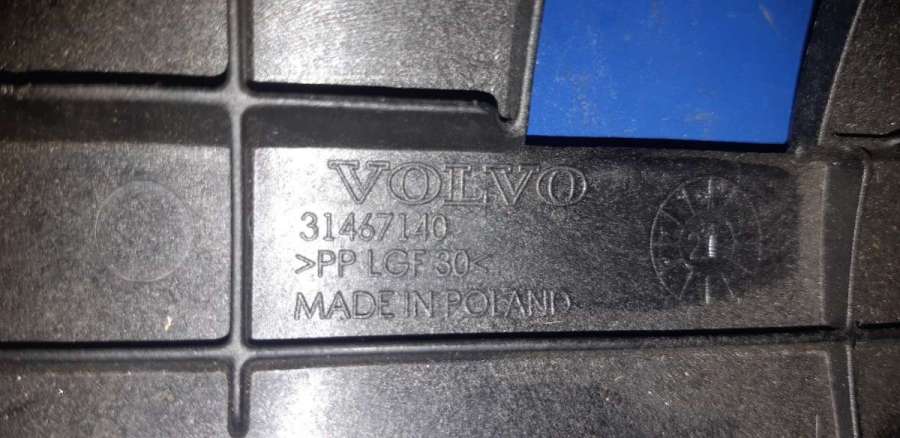 VOLVO
31467140
>PP LGF 30<
MADE IN POLAND